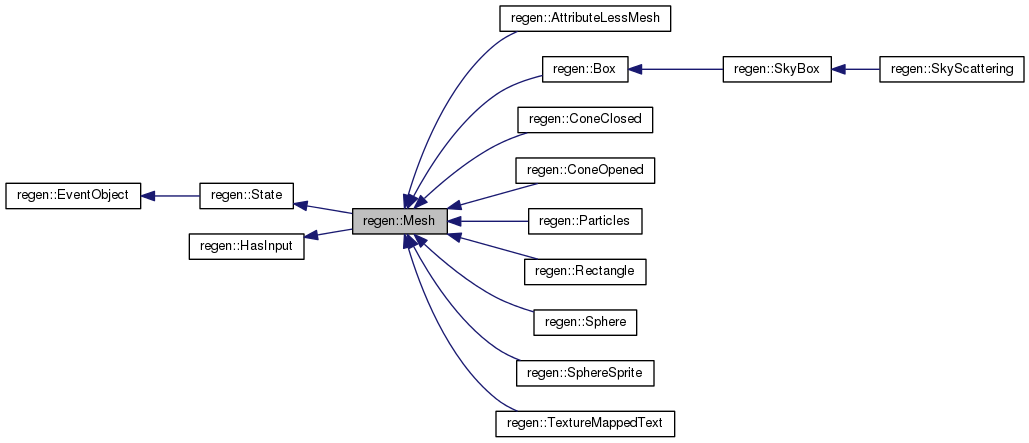 regen::AttributeLessMesh
regen::Box
regen::SkyBox
regen::SkyScattering
regen::ConeClosed
regen::ConeOpened
regen::EventObject
regen::State
regen::Mesh
regen::Particles
regen::HasInput
regen::Rectangle
regen::Sphere
regen::SphereSprite
regen::TextureMappedText